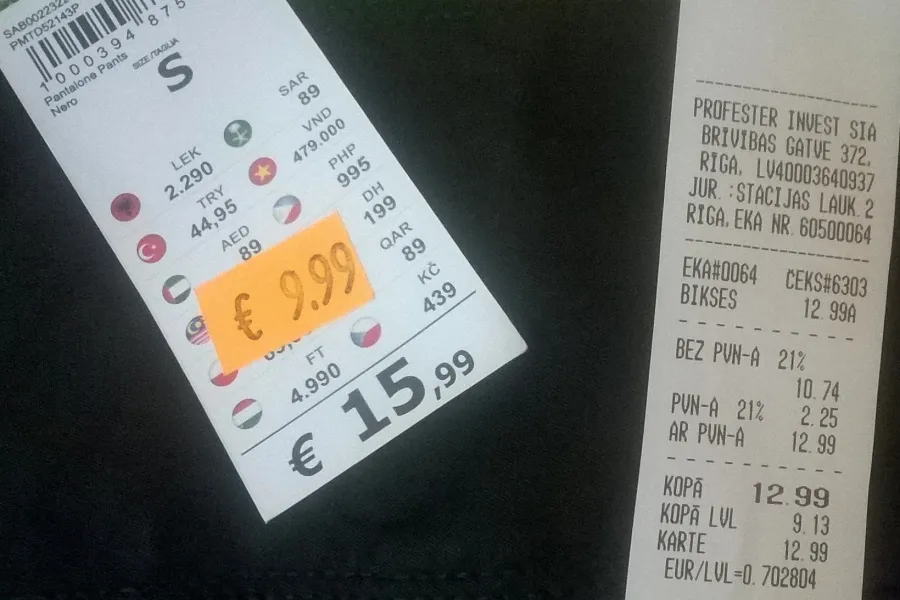 SAB002232
PMTD52143P
1000394 875
Pantalone Pants
Nero
SIZE/TAGLIA
S
SAR
89
LEK
2.290
VND
479.000
TRY
44,95
PHP
995
AED
89
DH
199
€ 9.99
QAR
89
FT
4.990
KČ
439
€ 15,99
PROFESTER INVEST SIA
BRIVIBAS GATVE 372,
RIGA, LV40003640937
JUR.:STACIJAS LAUK.2
RIGA,EKA NR.60500064
EKA#0064 ČEKS#6303
BIKSES 12.99A
BEZ PVN-A 21%
10.74
PVN-A 21% 2.25
AR PVN-A 12.99
KOPĀ 12.99
KOPĀ LVL 9.13
KARTE 12.99
EUR/LVL=0.702804